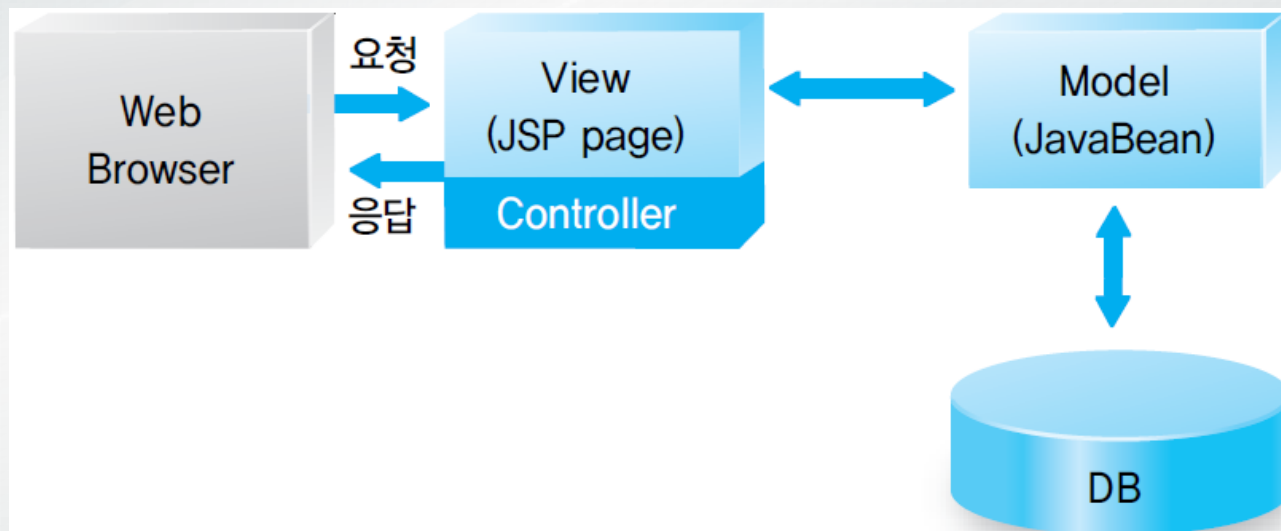 Web
Browser
요청
응답
View
(JSP page)
Controller
Model
(JavaBean)
DB